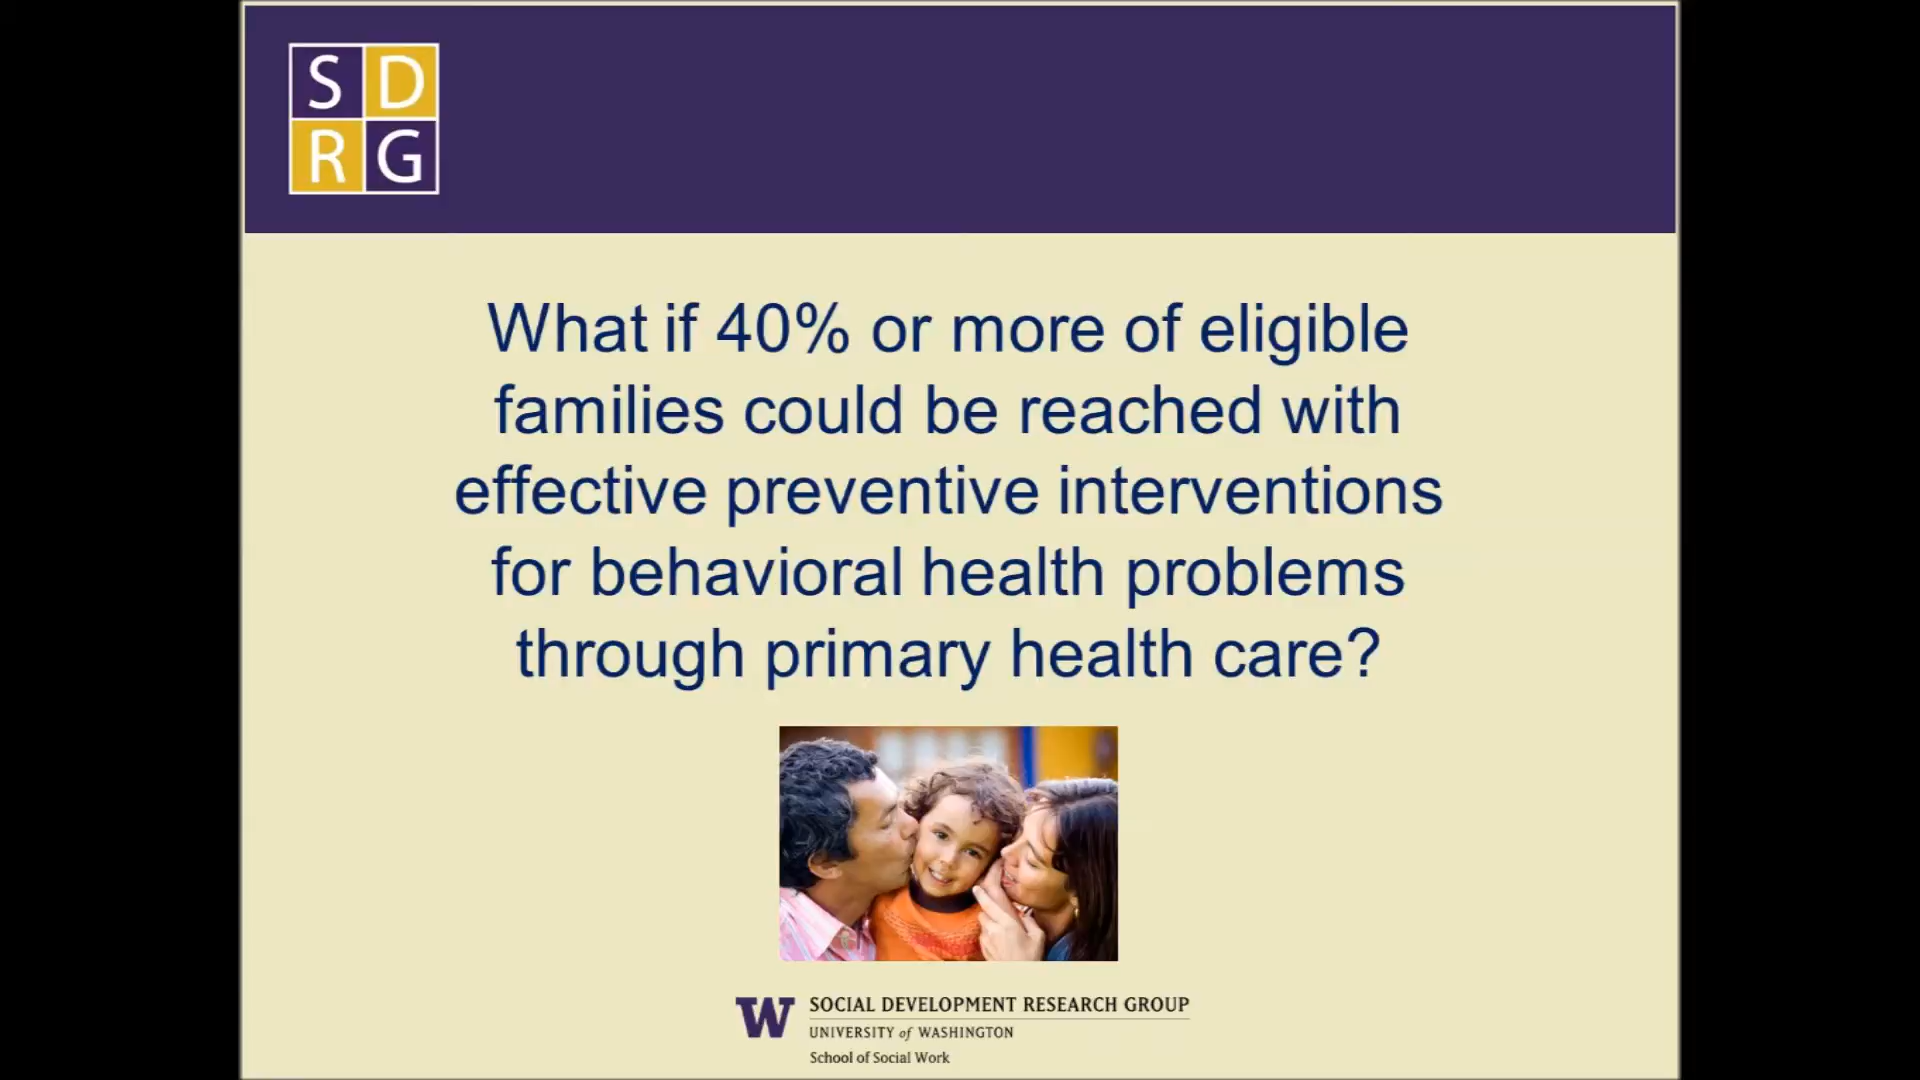 S D
R G
What if 40% or more of eligible
families could be reached with
effective preventive interventions
for behavioral health problems
through primary health care?
W
SOCIAL DEVELOPMENT RESEARCH GROUP
UNIVERSITY of WASHINGTON
School of Social Work